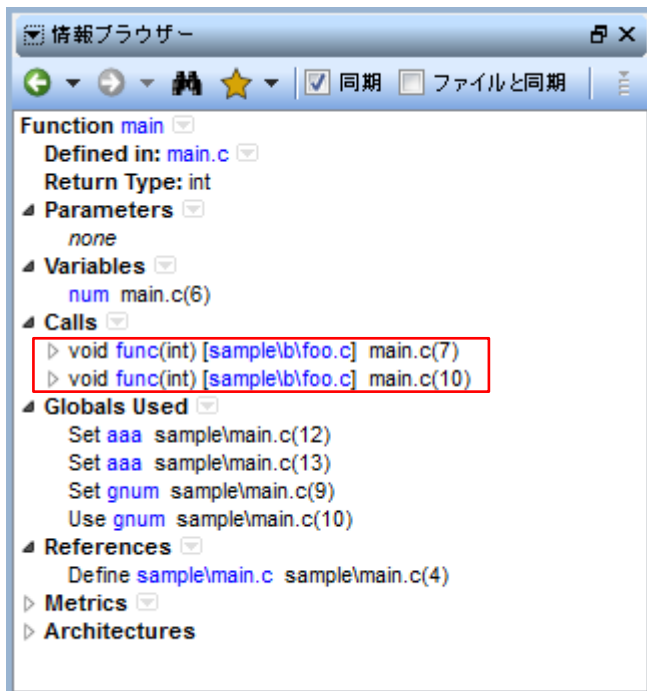 情報ブラウザー
同期 ファイルと同期
Function main
Defined in: main.c
Return Type: int
Parameters
none
Variables
num main.c(6)
Calls
void func(int) [sample\b\foo.c] main.c(7)
void func(int) [sample\b\foo.c] main.c(10)
Globals Used
Set aaa sample\main.c(12)
Set aaa sample\main.c(13)
Set gnum sample\main.c(9)
Use gnum sample\main.c(10)
References
Define sample\main.c sample\main.c(4)
Metrics
Architectures